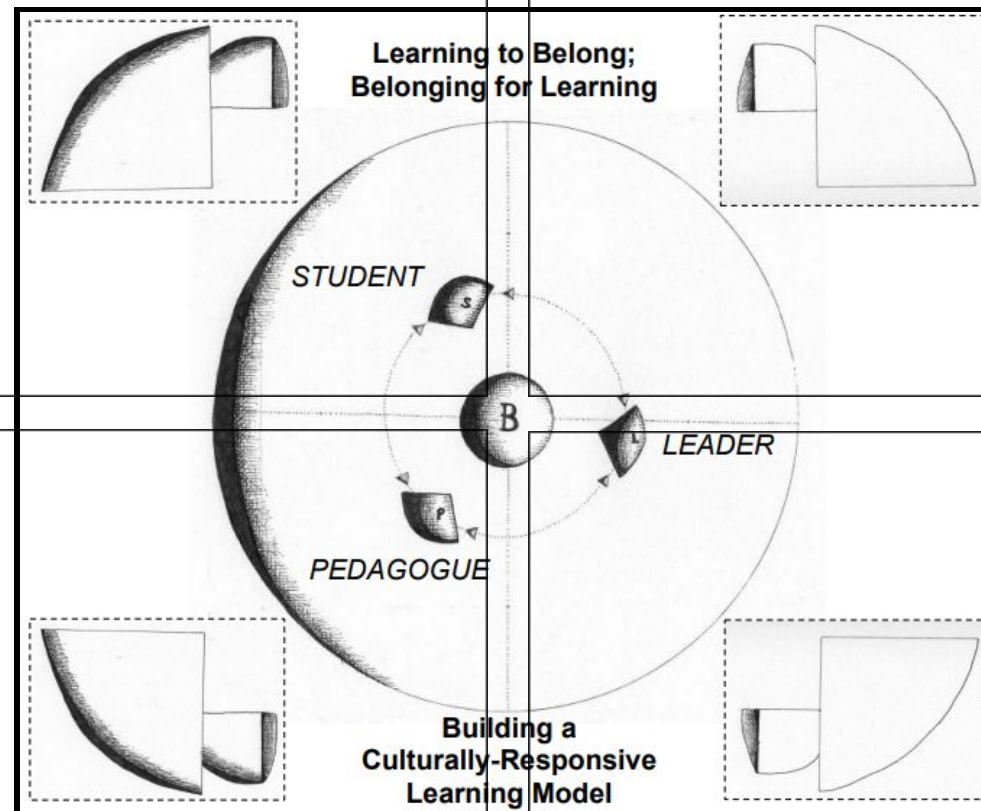 Learning to Belong;
Belonging for Learning
STUDENT
S
B
L
LEADER
P
PEDAGOGUE
Building a
Culturally-Responsive
Learning Model